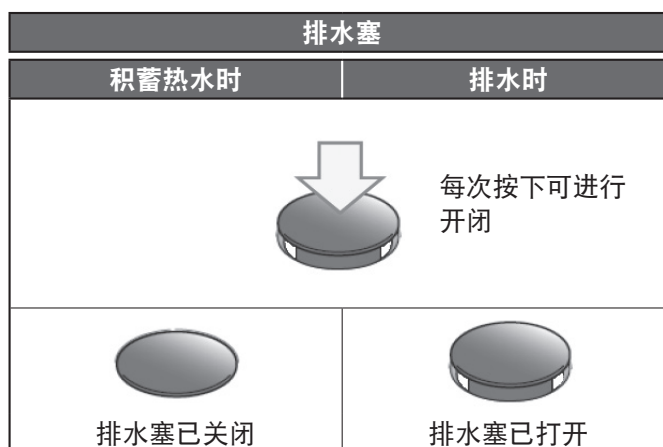 排水塞
积蓄热水时
排水时
每次按下可进行
开闭
排水塞已关闭
排水塞已打开